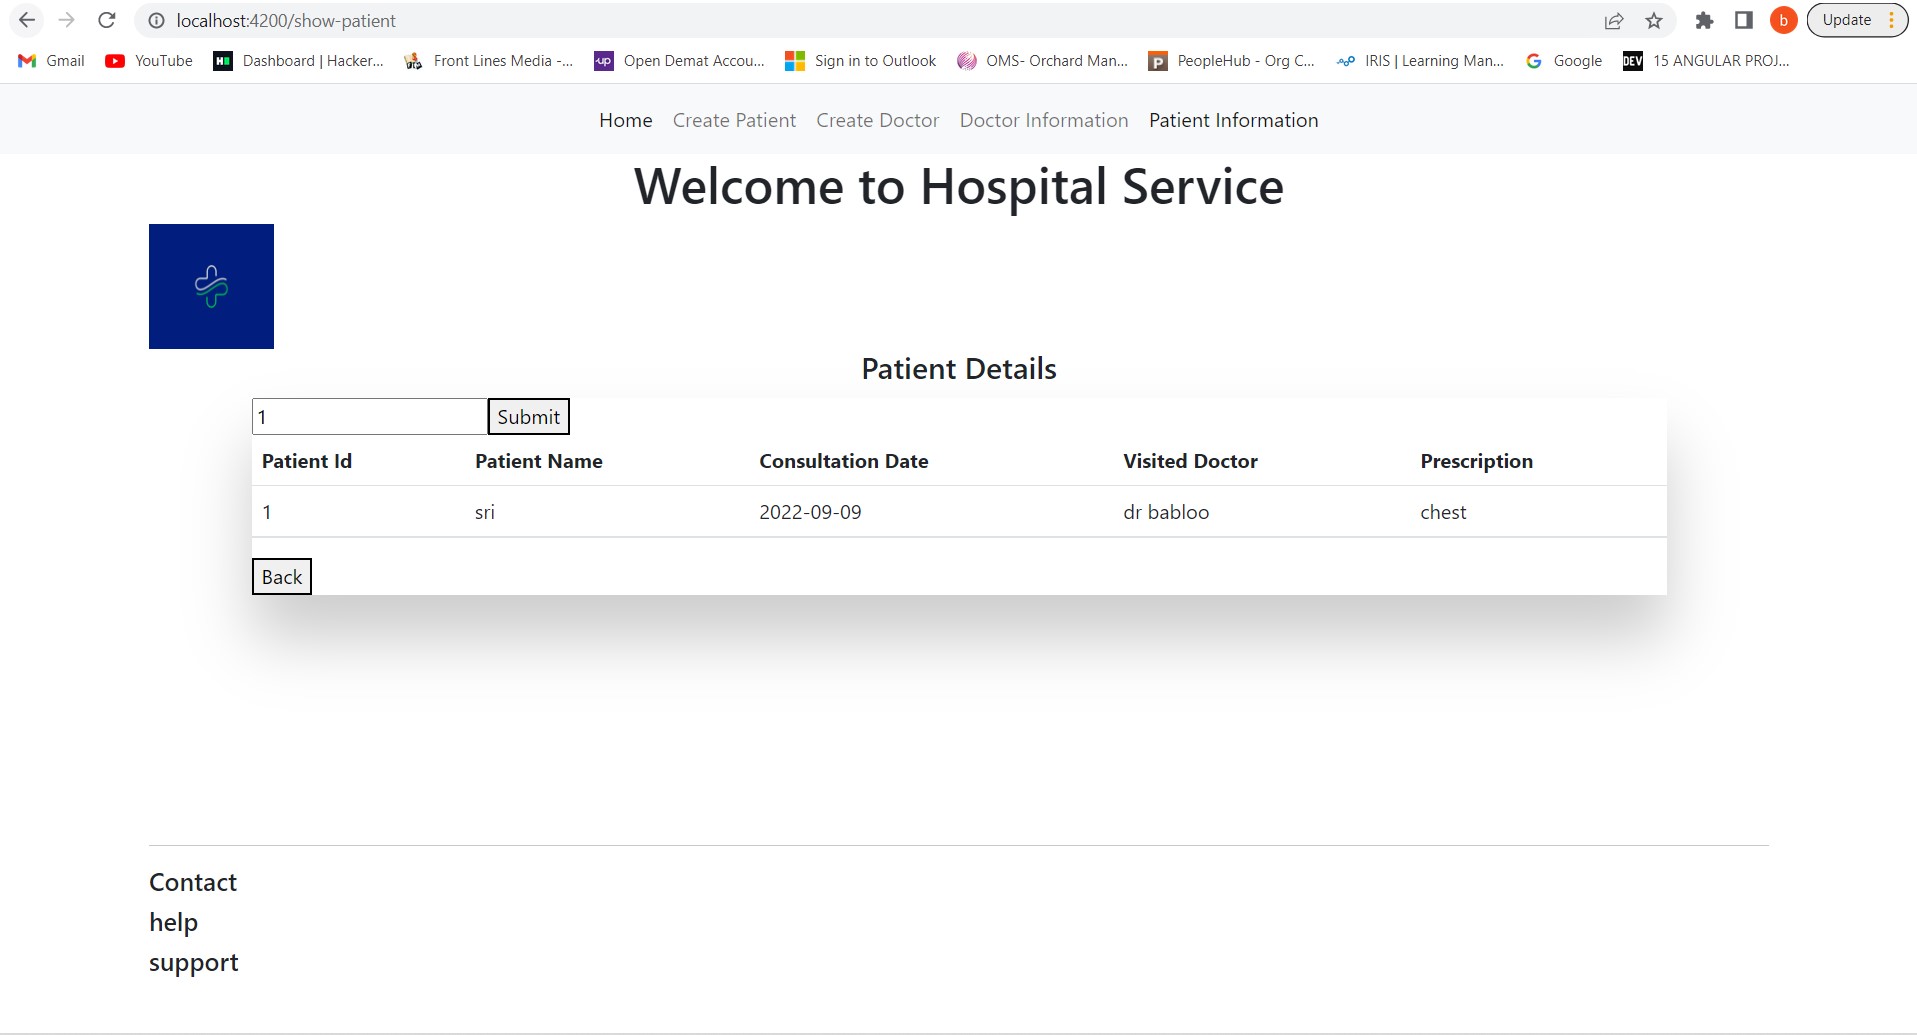 localhost:4200/show-patient
b
Update
Gmail YouTube Dashboard | Hacker... Front Lines Media -... Open Demat Accou... Sign in to Outlook OMS- Orchard Man... PeopleHub - Org C... IRIS | Learning Man... Google DEV 15 ANGULAR PROJ...
Home Create Patient Create Doctor Doctor Information Patient Information
Welcome to Hospital Service
Patient Details
1 Submit
Patient Id Patient Name Consultation Date Visited Doctor Prescription
1 sri 2022-09-09 dr babloo chest
Back
Contact
help
support